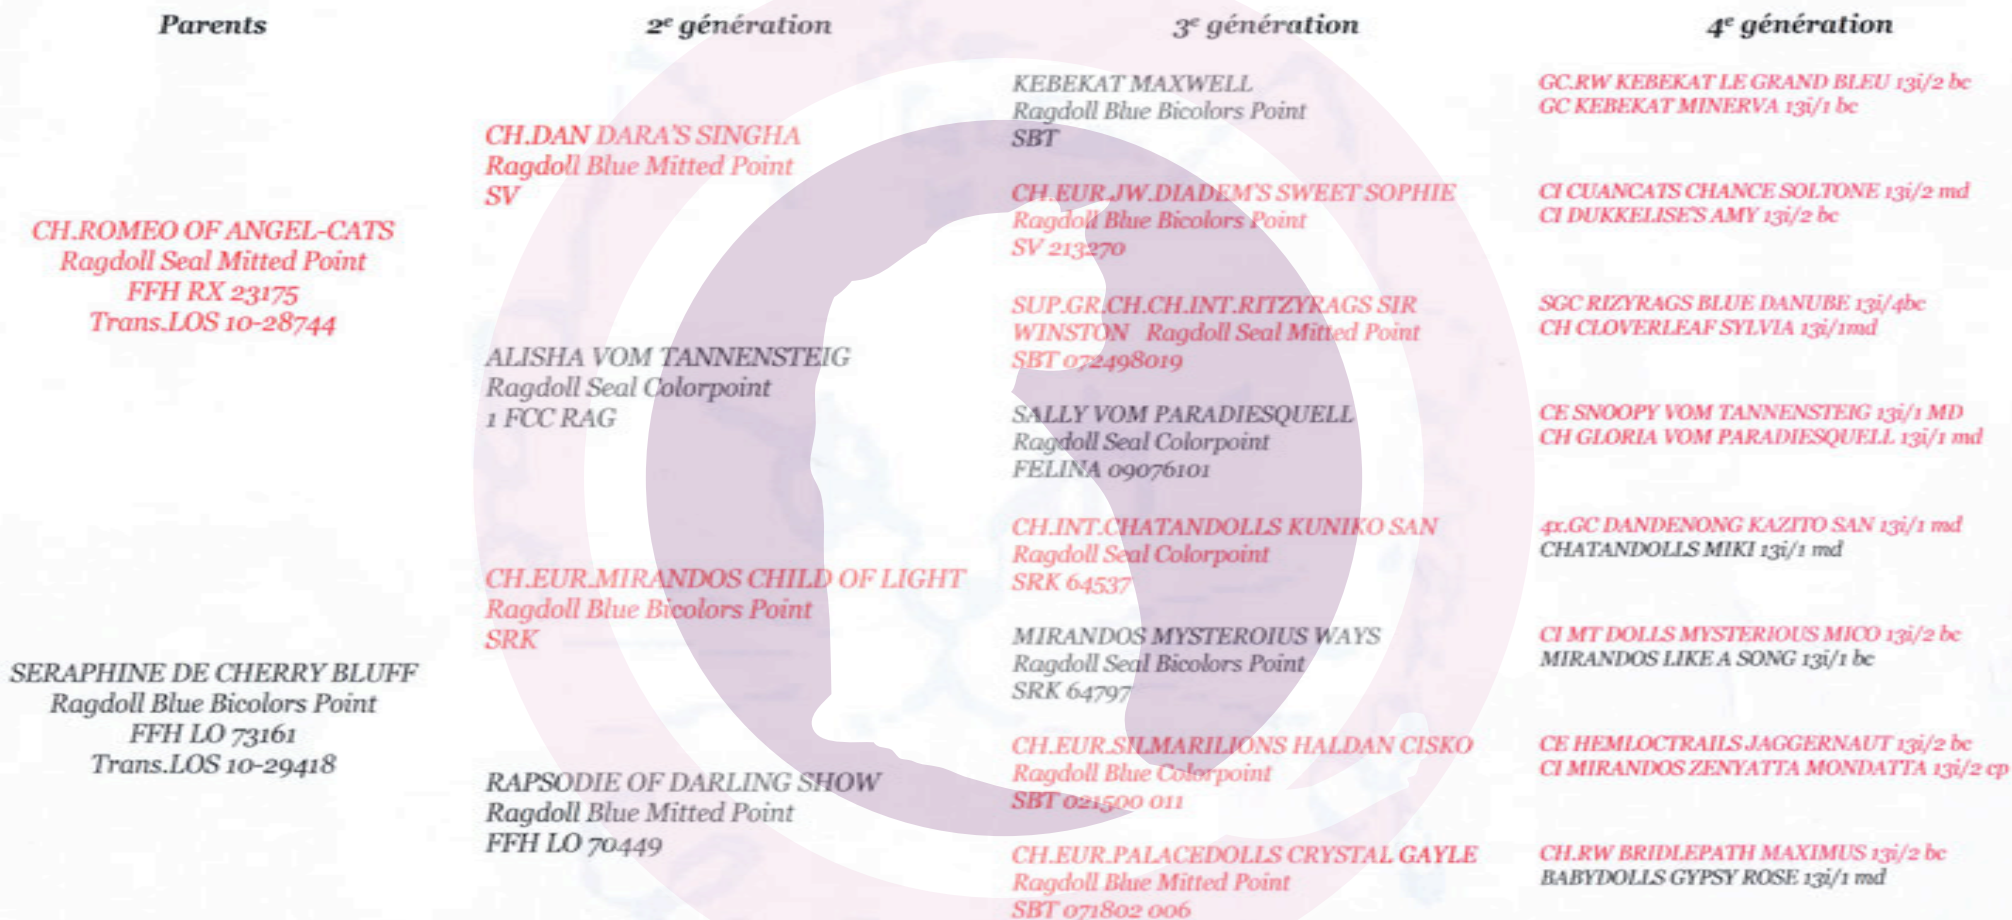 Parents
CH.ROMEO OF ANGEL-CATS
Ragdoll Seal Mitted Point
FFH RX 23175
Trans.LOS 10-28744
SERAPHINE DE CHERRY BLUFF
Ragdoll Blue Bicolors Point
FFH LO 73161
Trans.LOS 10-29418
2e génération
CH.DAN DARA'S SINGHA
Ragdoll Blue Mitted Point
SV
ALISHA VOM TANNENSTEIG
Ragdoll Seal Colorpoint
1 FCC RAG
CH.EUR.MIRANDOS CHILD OF LIGHT
Ragdoll Blue Bicolors Point
SRK
RAPSODIE OF DARLING SHOW
Ragdoll Blue Mitted Point
FFH LO 70449
3e génération
KEBEKAT MAXWELL
Ragdoll Blue Bicolors Point
SBT
CH.EUR.JW.DIADEM'S SWEET SOPHIE
Ragdoll Blue Bicolors Point
SV 213270
SUP.GR.CH.CH.INT.RITZYRAGS SIR
WINSTON Ragdoll Seal Mitted Point
SBT 072498019
SALLY VOM PARADIESQUELL
Ragdoll Seal Colorpoint
FELINA 09076101
CH.INT.CHATANDOLLS KUNIKO SAN
Ragdoll Seal Colorpoint
SRK 64537
MIRANDOS MYSTEROIUS WAYS
Ragdoll Seal Bicolors Point
SRK 64797
CH.EUR.SILMARILIONS HALDAN CISKO
Ragdoll Blue Colorpoint
SBT 021500 011
CH.EUR.PALACEDOLLS CRYSTAL GAYLE
Ragdoll Blue Mitted Point
SBT 071802 006
4e génération
GC.RW KEBEKAT LE GRAND BLEU 13i/2 bc
GC KEBEKAT MINERVA 13i/1 bc
CI CUANCATS CHANCE SOLTONE 13i/2 md
CI DUKKELISE'S AMY 13i/2 bc
SGC RIZYRAGS BLUE DANUBE 13i/4bc
CH CLOVERLEAF SYLVIA 13i/1md
CE SNOOPY VOM TANNENSTEIG 13i/1 MD
CH GLORIA VOM PARADIESQUELL 13i/1 md
4x.GC DANDENONG KAZITO SAN 13i/1 md
CHATANDOLLS MIKI 13i/1 md
CI MT DOLLS MYSTERIOUS MICO 13i/2 bc
MIRANDOS LIKE A SONG 13i/1 bc
CE HEMLOCTRAILS JAGGERNAUT 13i/2 bc
CI MIRANDOS ZENYATTA MONDATTA 13i/2 cp
CH.RW BRIDLEPATH MAXIMUS 13i/2 bc
BABYDOLLS GYPSY ROSE 13i/1 md